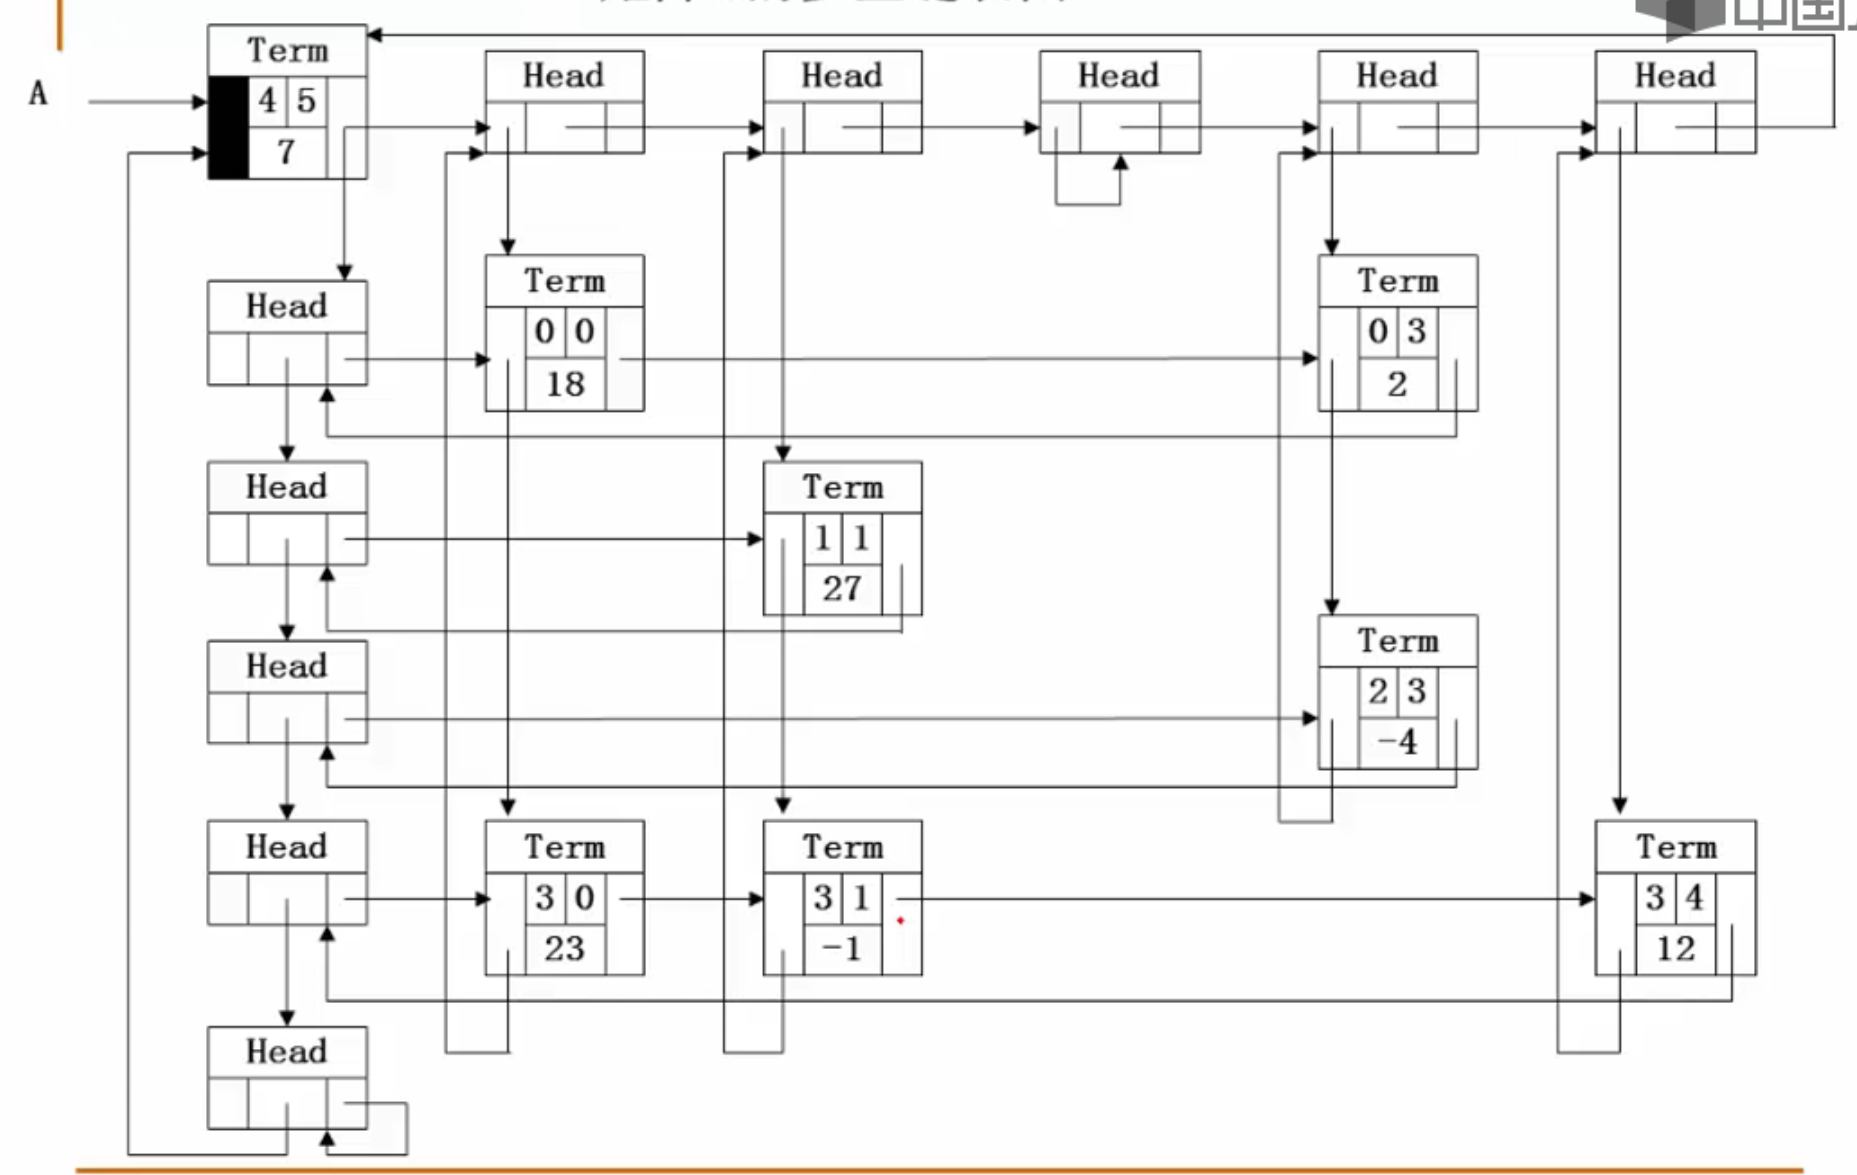 Term
Head Head Head Head Head
A
4 5
7
Term Term
Head
0 0 0 3
18 2
Head Term
1 1
27
Term
Head
2 3
-4
Head Term Term Term
3 0 3 1 3 4
23 -1 12
Head